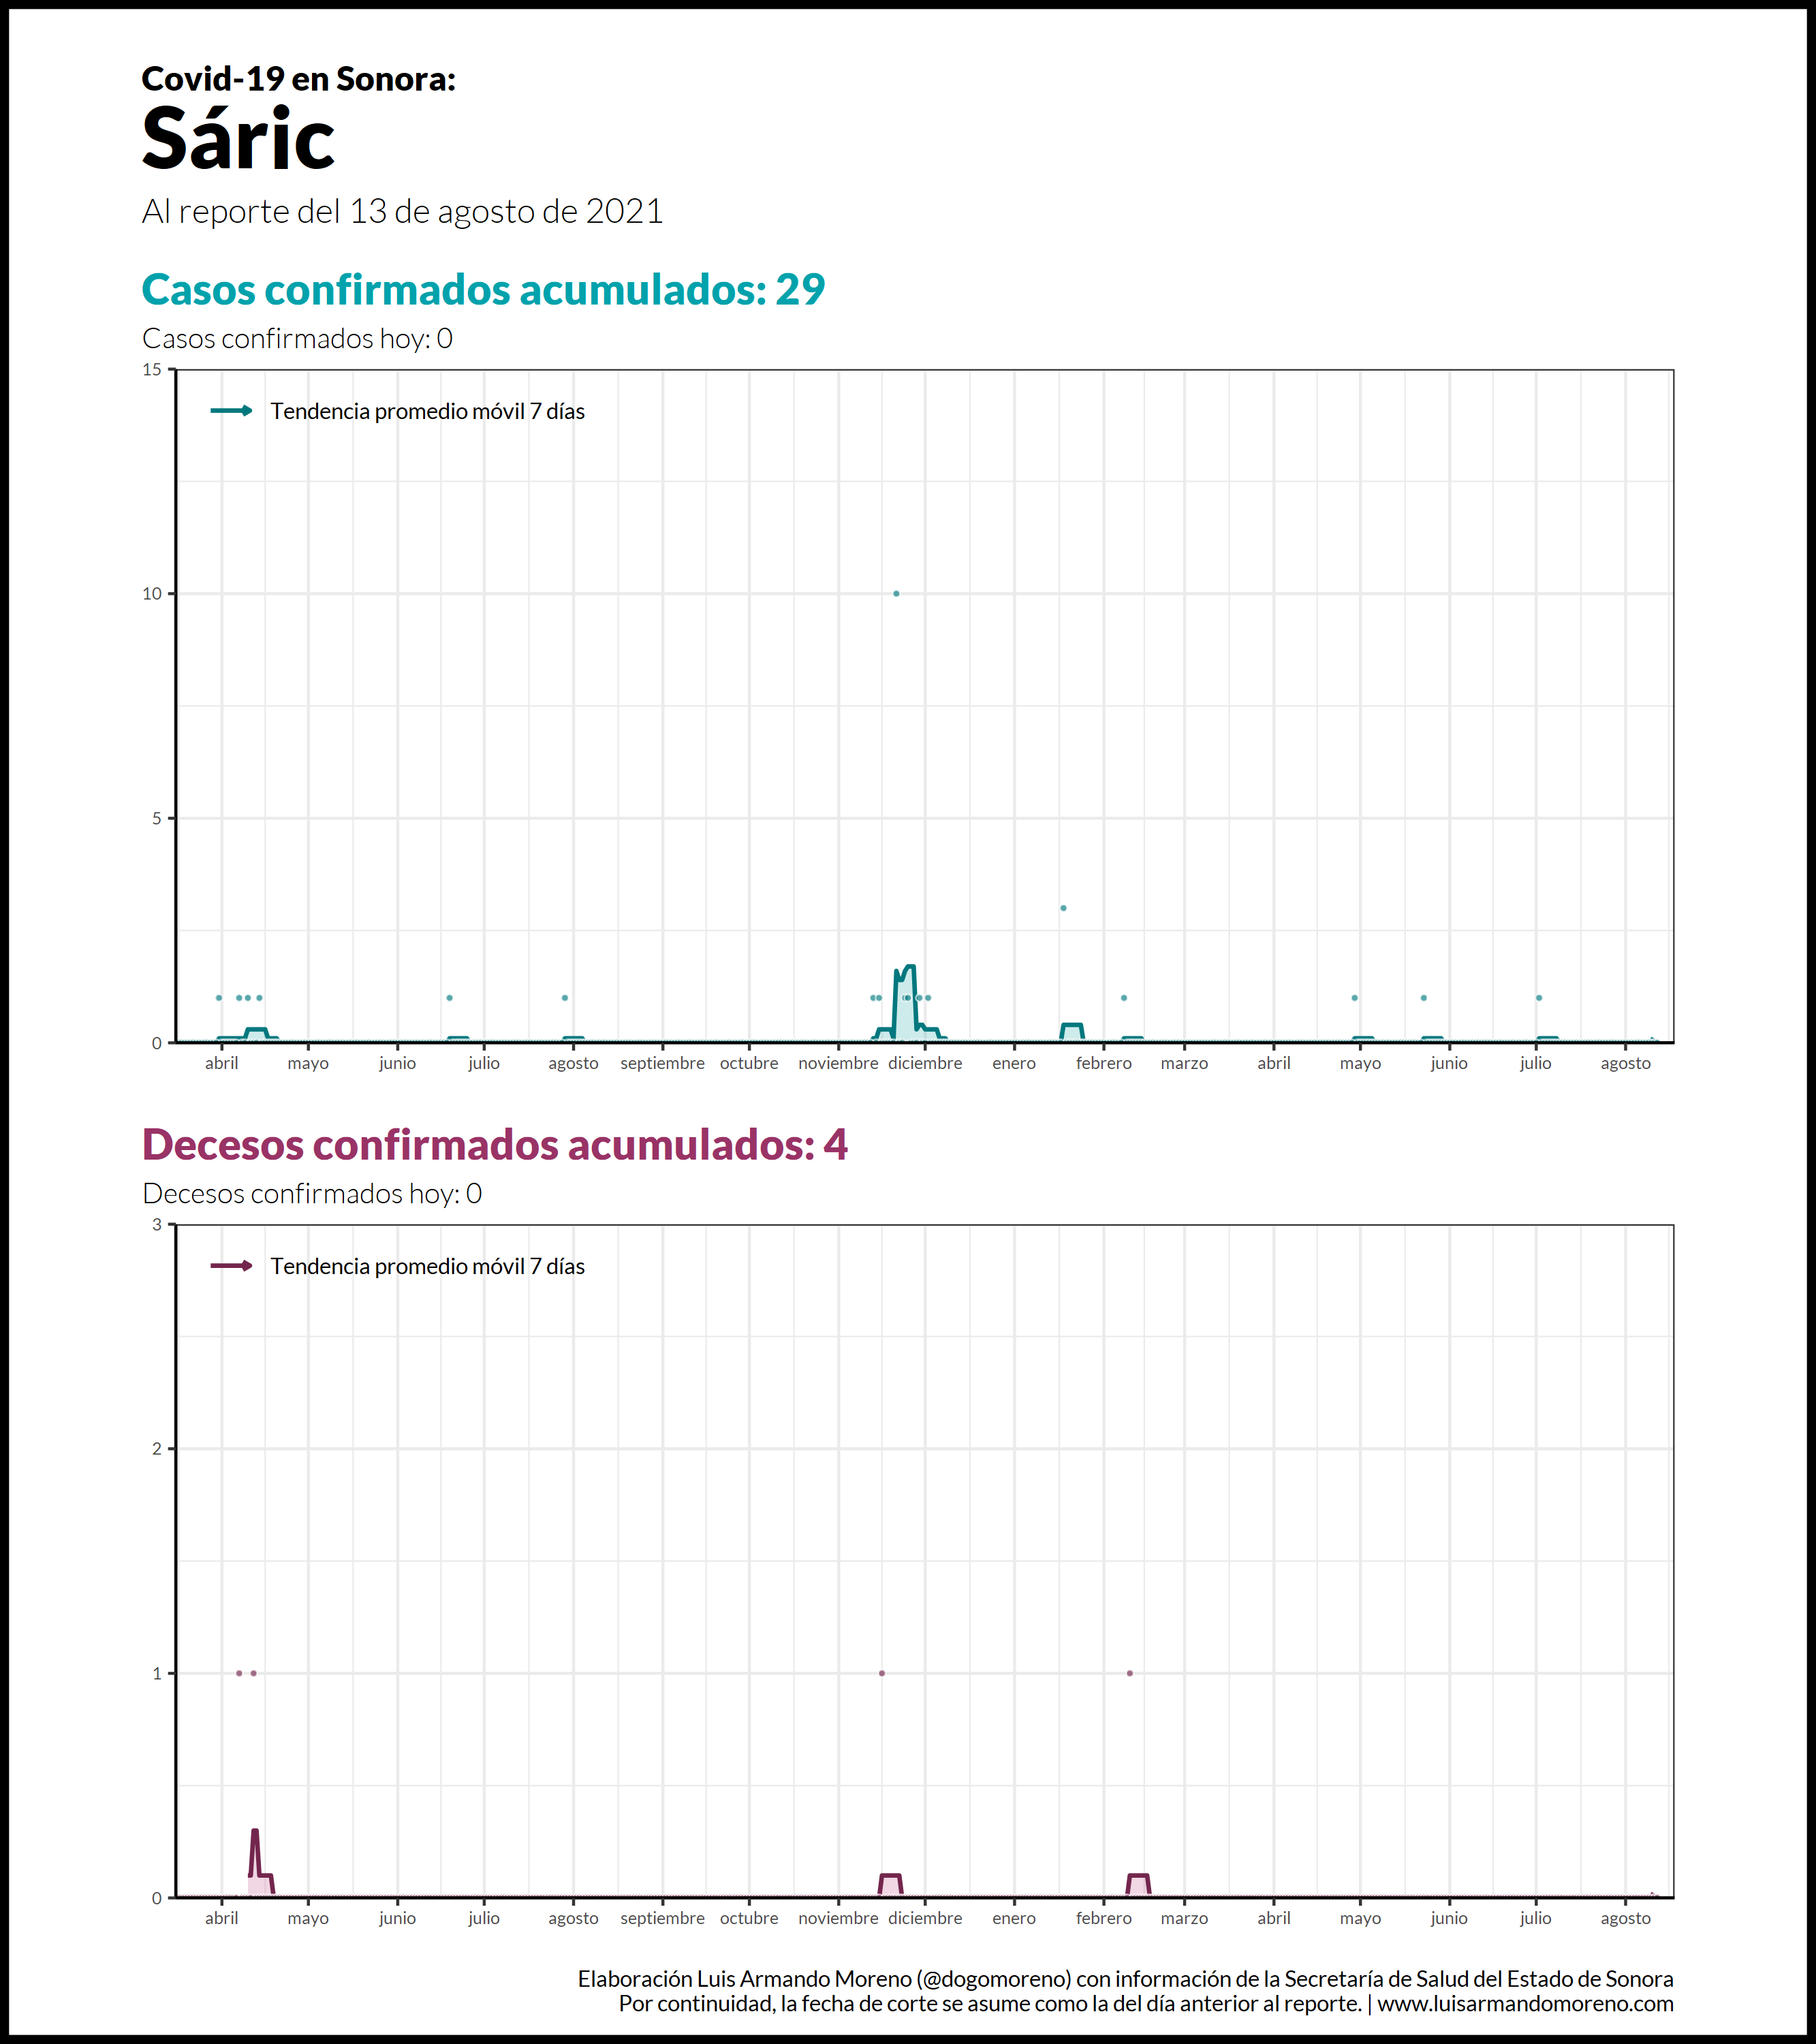 Covid-19 en Sonora:
Sáric
Al reporte del 13 de agosto de 2021
Casos confirmados acumulados: 29
Casos confirmados hoy: 0
15
Tendencia promedio móvil 7 días
10
5
0
abril mayo junio julio agosto septiembre octubre noviembre diciembre enero febrero marzo abril mayo junio julio agosto
Decesos confirmados acumulados: 4
Decesos confirmados hoy: 0
3
Tendencia promedio móvil 7 días
2
1
0
abril mayo junio julio agosto septiembre octubre noviembre diciembre enero febrero marzo abril mayo junio julio agosto
Elaboración Luis Armando Moreno (@dogomoreno) con información de la Secretaría de Salud del Estado de Sonora
Por continuidad, la fecha de corte se asume como la del día anterior al reporte. | www.luisarmandomoreno.com